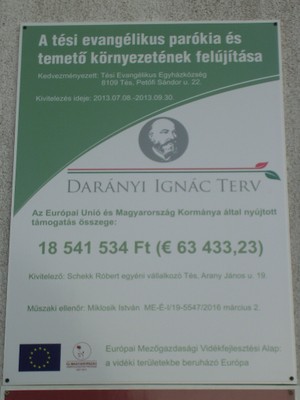 A tési evangélikus parókia és
temető környezetének felújítása
Kedvezményezett: Tési Evangélikus Egyházközség
8109 Tés, Petőfi Sándor u. 22.
Kivitelezés ideje: 2013.07.08.-2013.09.30.
DARÁNYI IGNÁC TERV
Az Európai Unió és Magyarország Kormánya által nyújtott
támogatás összege:
18 541 534 Ft (€ 63 433,23)
Kivitelező: Schekk Róbert egyéni vállalkozó Tés, Arany János u. 19.
Műszaki ellenőr: Miklosik István ME-É-I/19-5547/2016 március 2.
Európai Mezőgazdasági Vidékfejlesztési Alap:
a vidéki területekbe beruházó Európa